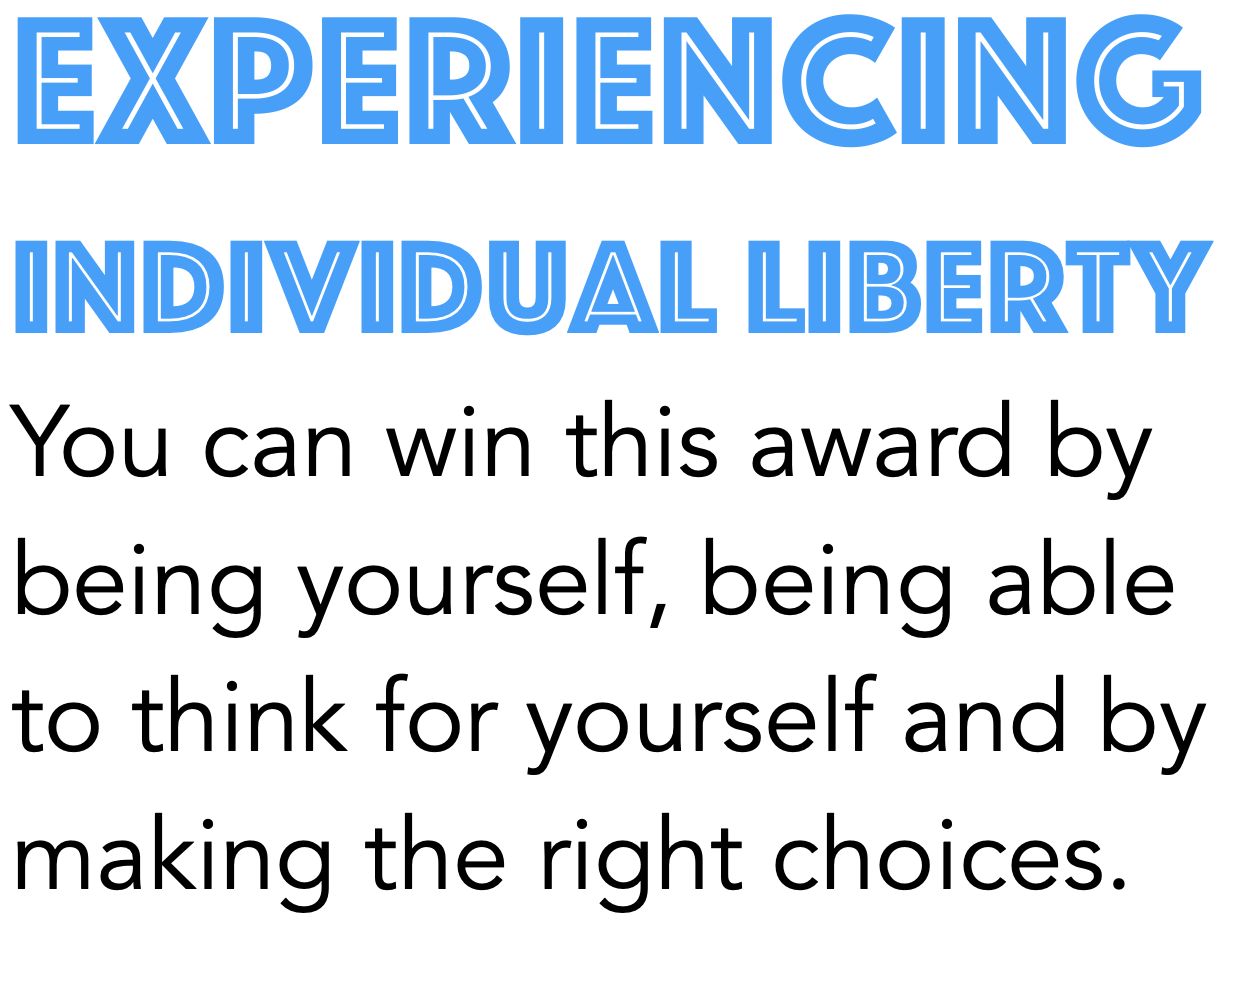 EXPERIENCING
INDIVIDUAL LIBERTY
You can win this award by
being yourself, being able
to think for yourself and by
making the right choices.